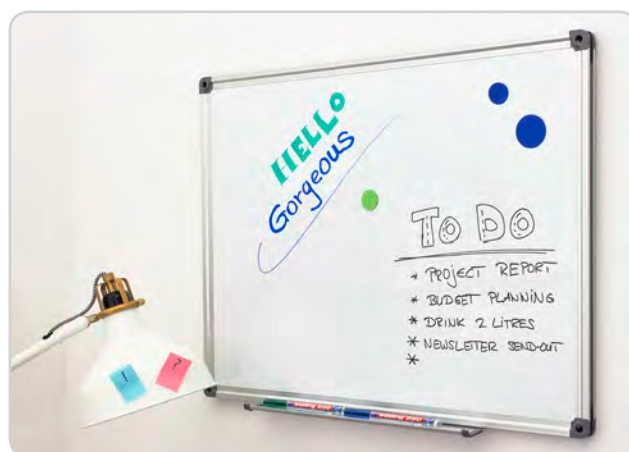 HELLO
Gorgeous
TO DO
* PROJECT REPORT
* BUDGET PLANNING
* DRINK 2 LITRES
* NEWSLETTER SEND-OUT
*
!
?